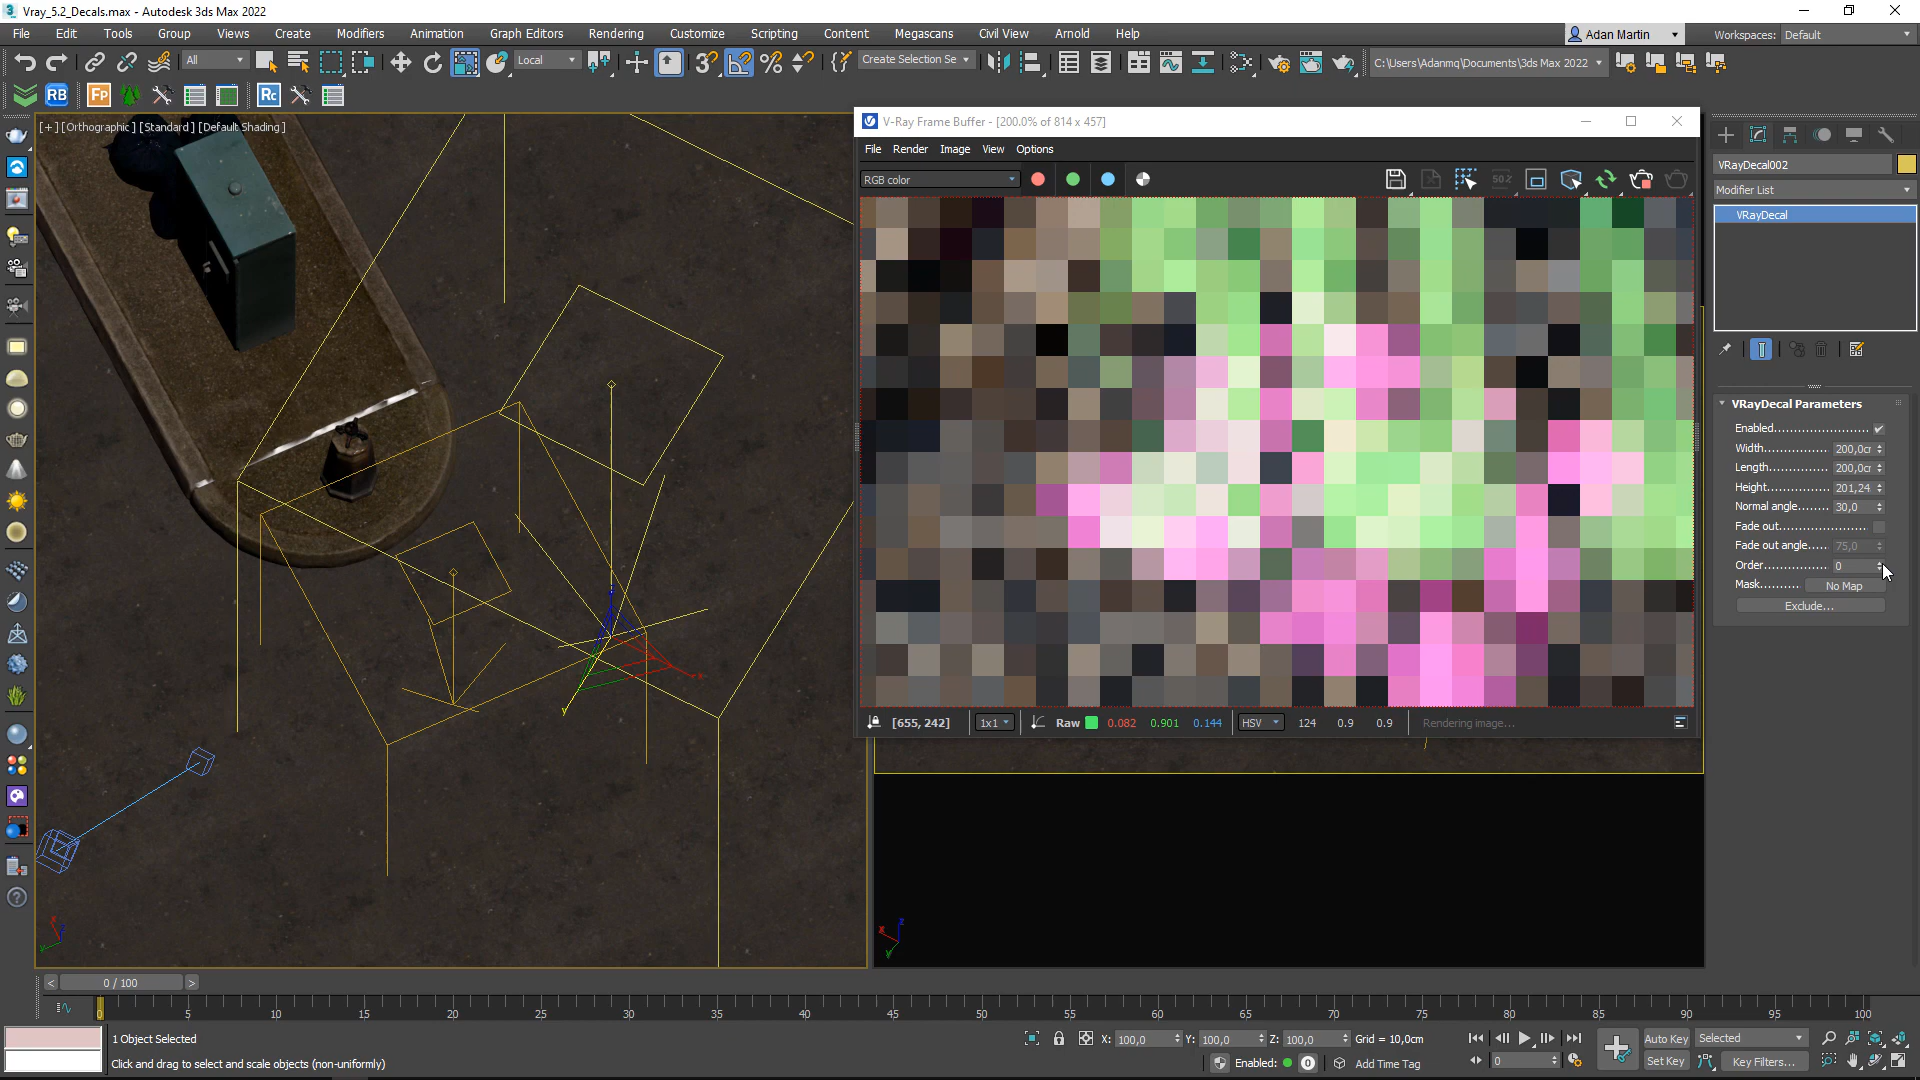 Vray_5.2_Decals.max - Autodesk 3ds Max 2022
File Edit Tools Group Views Create Modifiers Animation Graph Editors Rendering Customize Scripting Content Megascans Civil View Arnold Help
Adan Martin Workspaces: Default
All Local Create Selection Se C:\Users\Adanmq\Documents\3ds Max 2022
RB Fp Rc
[+] [Orthographic] [Standard] [Default Shading]
V-Ray Frame Buffer - [200.0% of 814 x 457]
File Render Image View Options
RGB color
[655, 242] 1x1 Raw 0.082 0.901 0.144 HSV 124 0.9 0.9 Rendering image...
VRayDecal002
Modifier List
VRayDecal
VRayDecal Parameters
Enabled
Width 200,0cr
Length 200,0cr
Height 201,24
Normal angle 30,0
Fade out
Fade out angle 75,0
Order 0
Mask No Map
Exclude...
0 / 100
0 5 10 15 20 25 30 35 40 45 50 55 60 65 70 75 80 85 90 95 100
1 Object Selected
Click and drag to select and scale objects (non-uniformly)
X: 100,0 Y: 100,0 Z: 100,0 Grid = 10,0cm
Enabled: 0 Add Time Tag
Auto Key Selected
0 Set Key Key Filters...